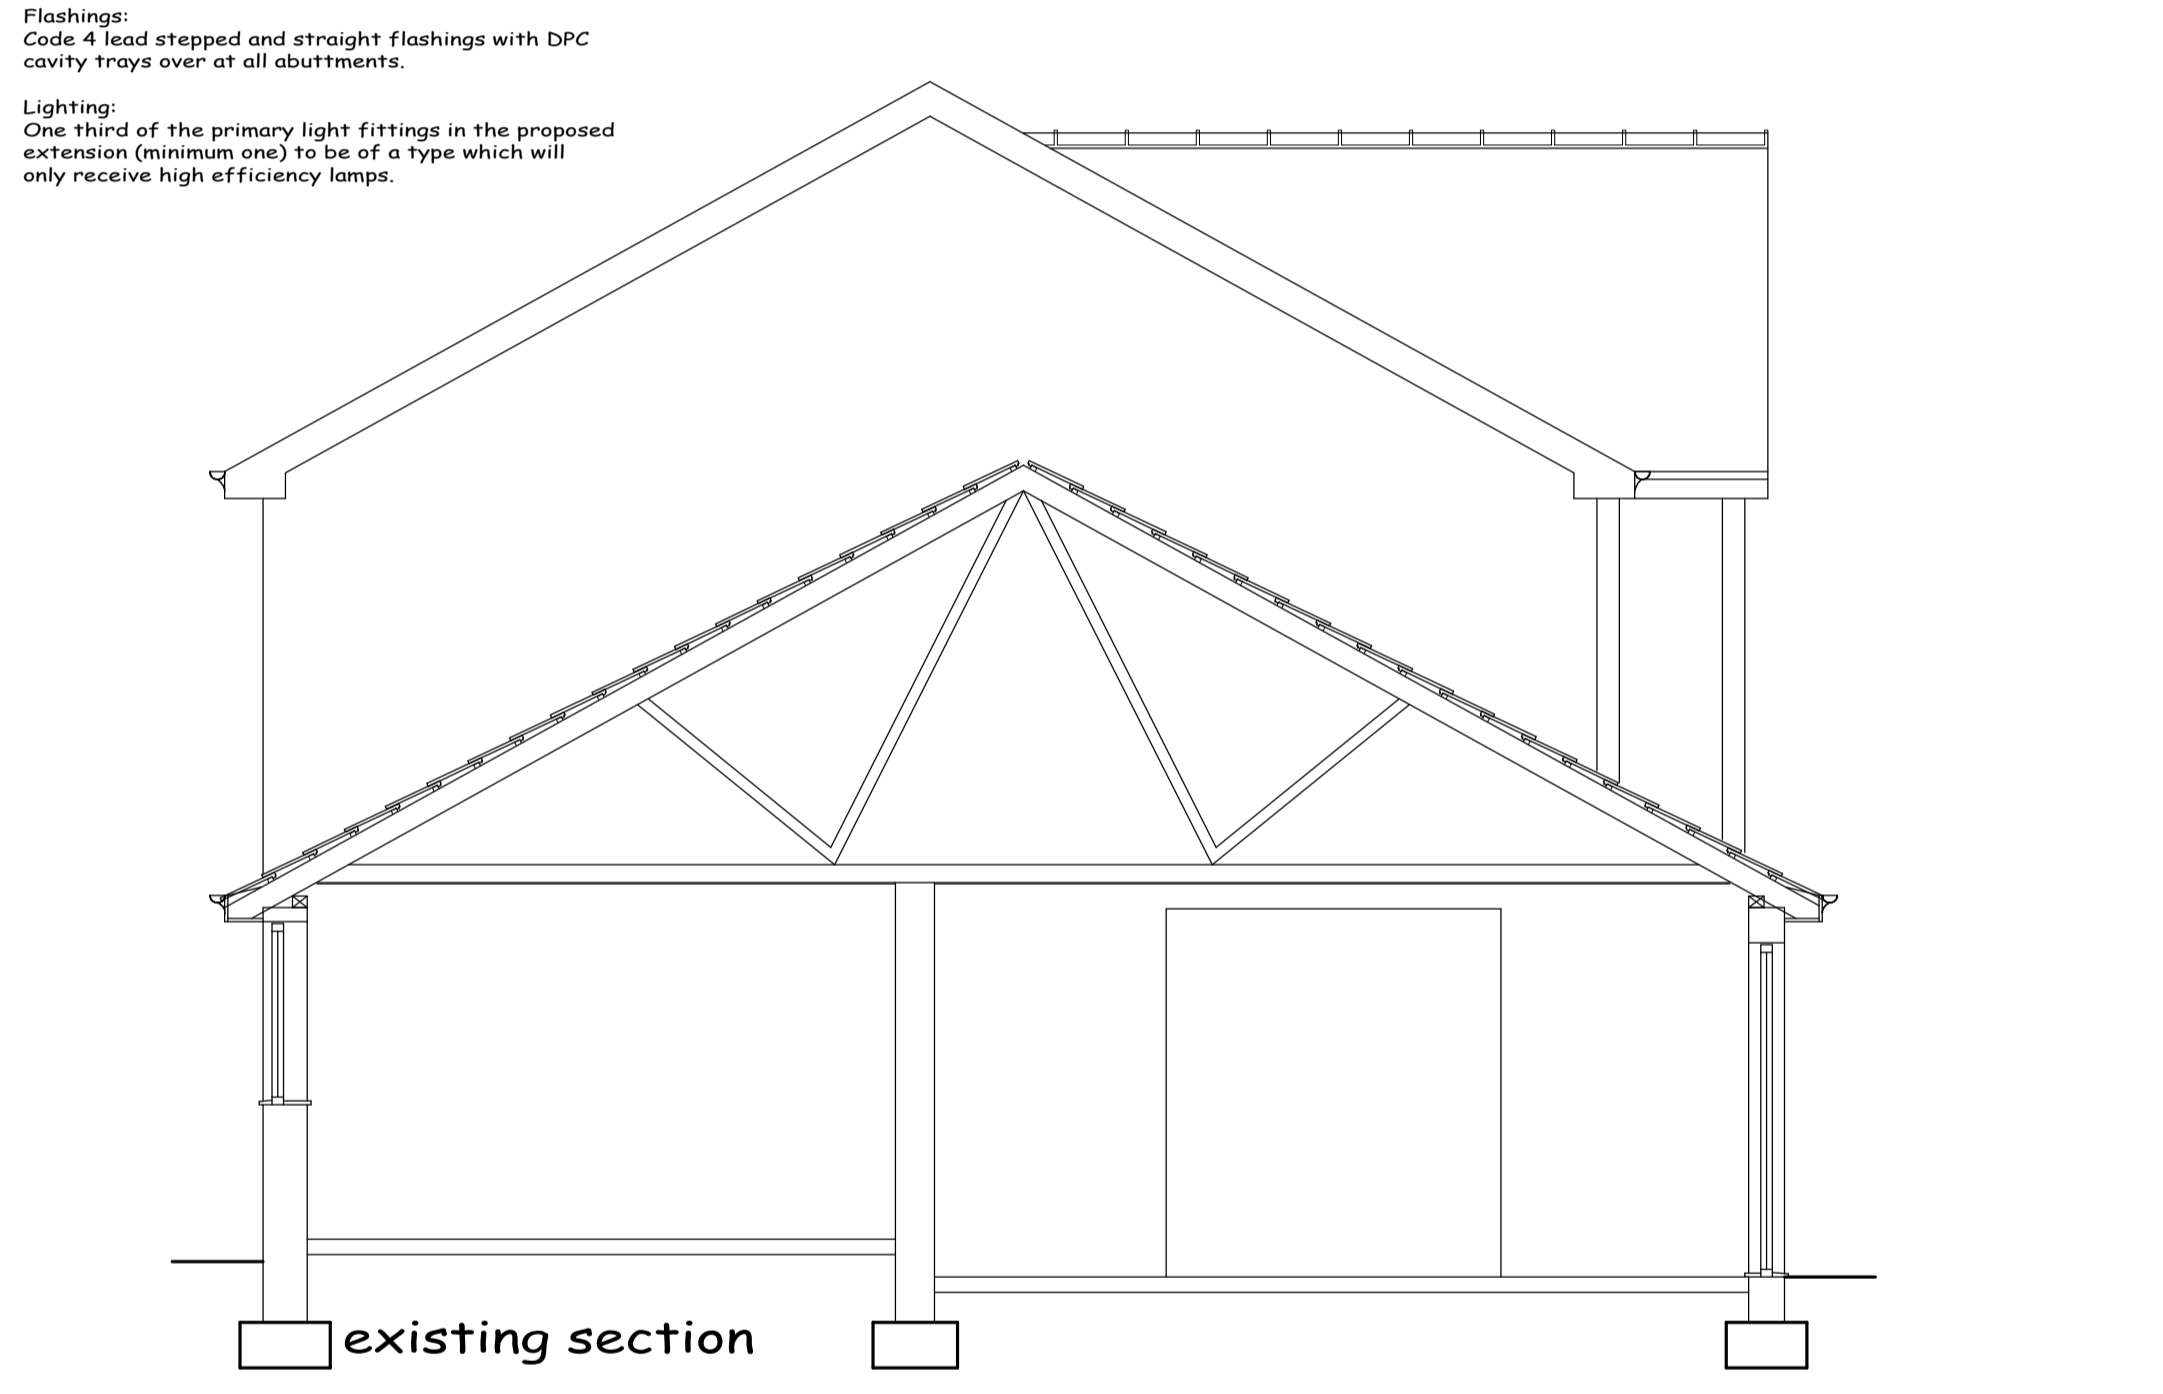 Flashings:
Code 4 lead stepped and straight flashings with DPC
cavity trays over at all abuttments.
Lighting:
One third of the primary light fittings in the proposed
extension (minimum one) to be of a type which will
only receive high efficiency lamps.
existing section